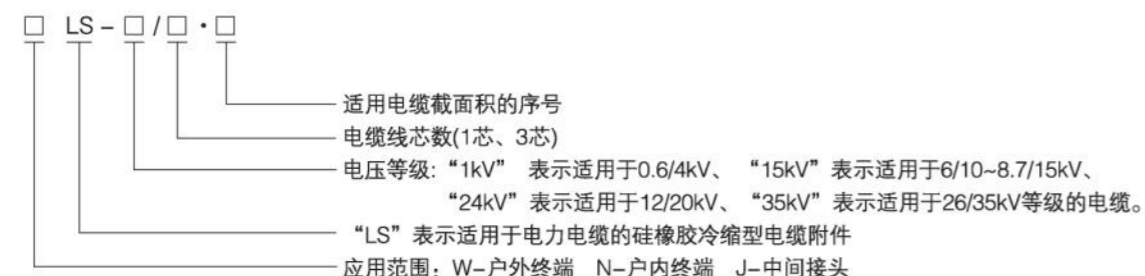 □ LS-□/□·□
适用电缆截面积的序号
电缆线芯数(1芯、3芯)
电压等级:“1kV” 表示适用于0.6/4kV、 “15kV”表示适用于6/10~8.7/15kV、
“24kV”表示适用于12/20kV、“35kV”表示适用于26/35kV等级的电缆。
“LS”表示适用于电力电缆的硅橡胶冷缩型电缆附件
应用范围：W-户外终端 N-户内终端 J-中间接头